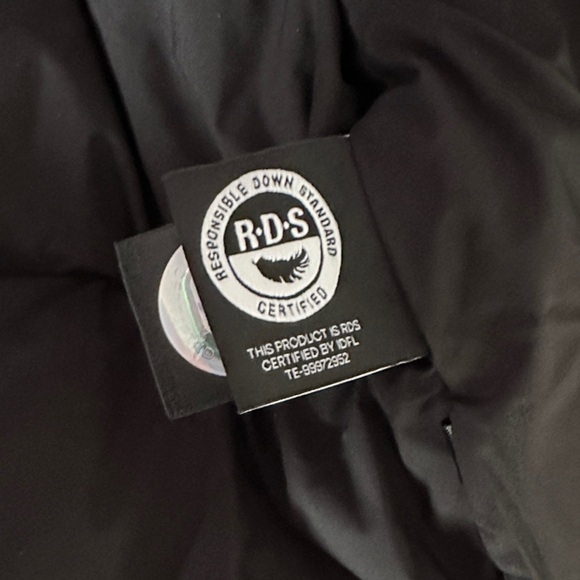 RESPONSIBLE DOWN STANDARD
R·D·S
CERTIFIED
THIS PRODUCT IS RDS
CERTIFIED BY IDFL
TE-99972952